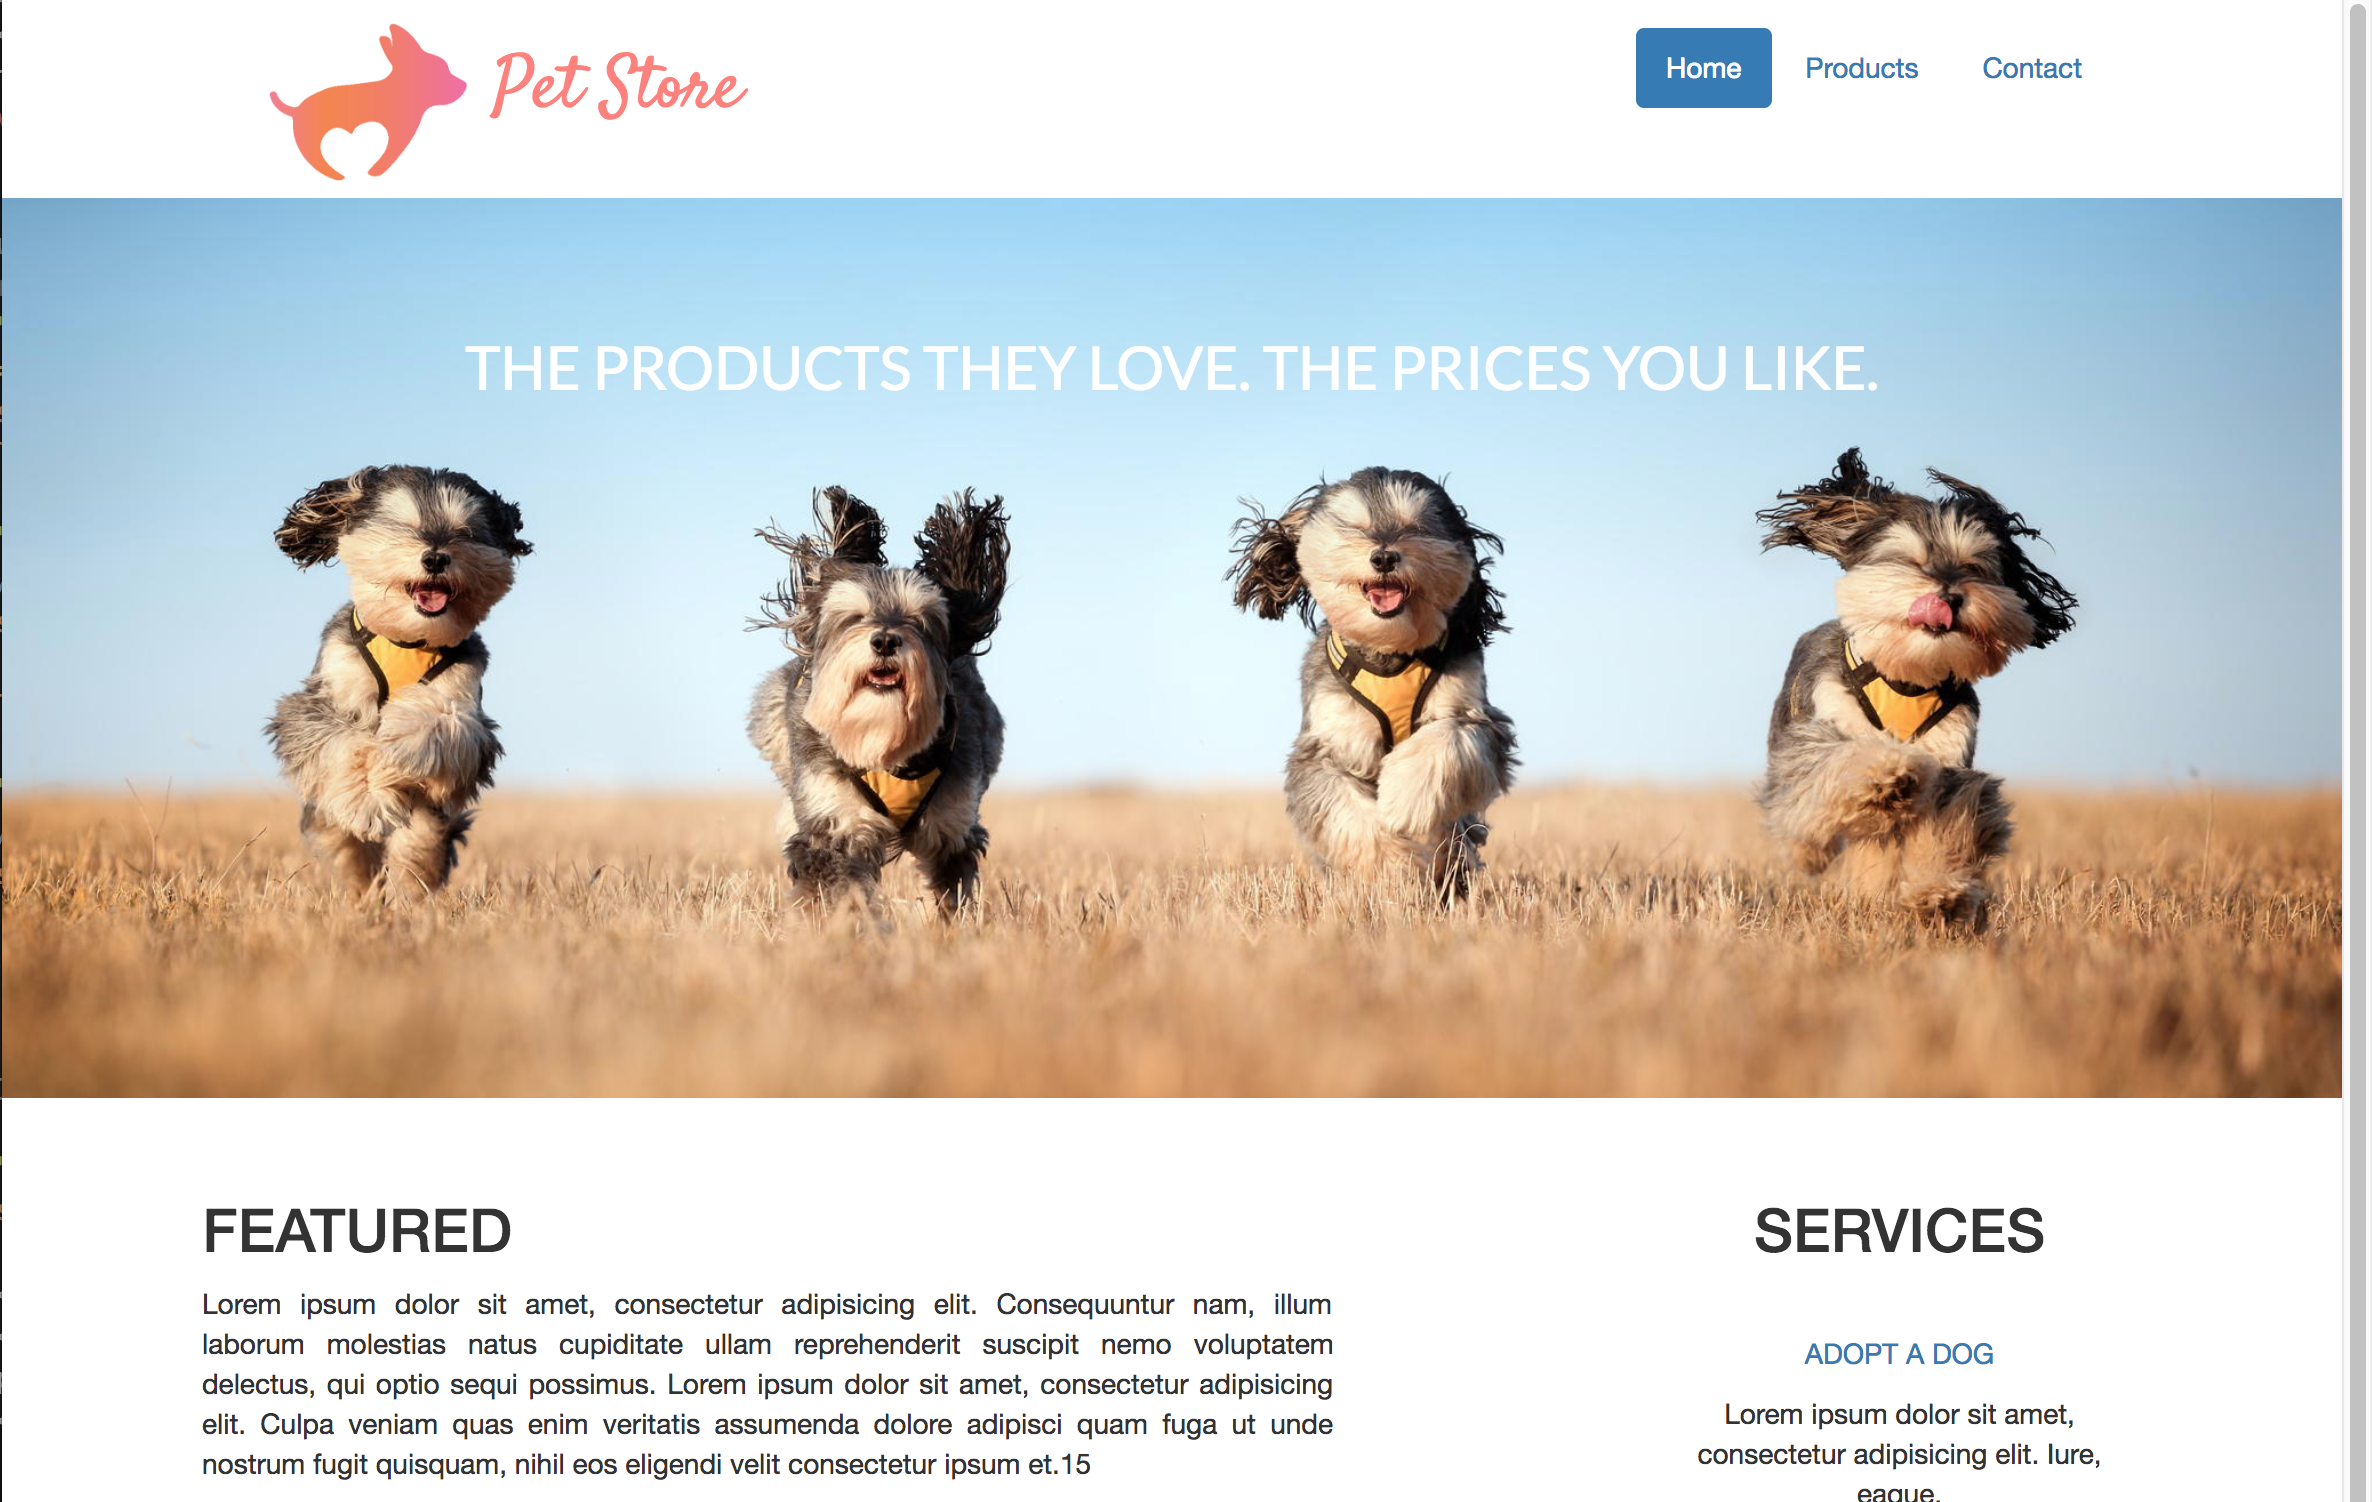 Pet Store
Home Products Contact
THE PRODUCTS THEY LOVE. THE PRICES YOU LIKE.
FEATURED
Lorem ipsum dolor sit amet, consectetur adipisicing elit. Consequuntur nam, illum
laborum molestias natus cupiditate ullam reprehenderit suscipit nemo voluptatem
delectus, qui optio sequi possimus. Lorem ipsum dolor sit amet, consectetur adipisicing
elit. Culpa veniam quas enim veritatis assumenda dolore adipisci quam fuga ut unde
nostrum fugit quisquam, nihil eos eligendi velit consectetur ipsum et.15
SERVICES
ADOPT A DOG
Lorem ipsum dolor sit amet,
consectetur adipisicing elit. Iure,
eaque.